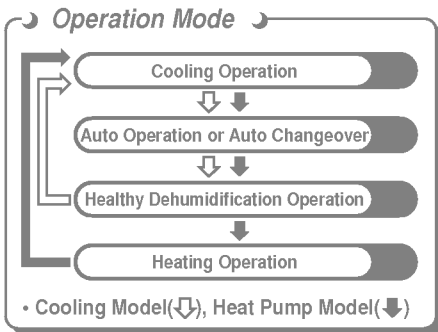 Operation Mode
Cooling Operation
Auto Operation or Auto Changeover
Healthy Dehumidification Operation
Heating Operation
• Cooling Model(⇩), Heat Pump Model(🡇)